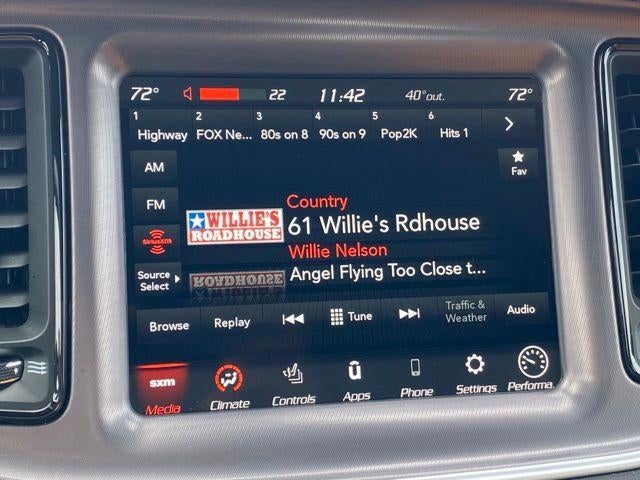 72° 22 11:42 40° out. 72°
1 2 3 4 5 6
Highway FOX Ne... 80s on 8 90s on 9 Pop2K Hits 1
AM
Fav
FM
SiriusXM
Source
Select
WILLIE'S
ROADHOUSE
Country
61 Willie's Rdhouse
Willie Nelson
Angel Flying Too Close t...
ROADHOUSE
Browse Replay Tune Traffic &
Weather Audio
sxm
Media Climate Controls Apps Phone Settings Performa.